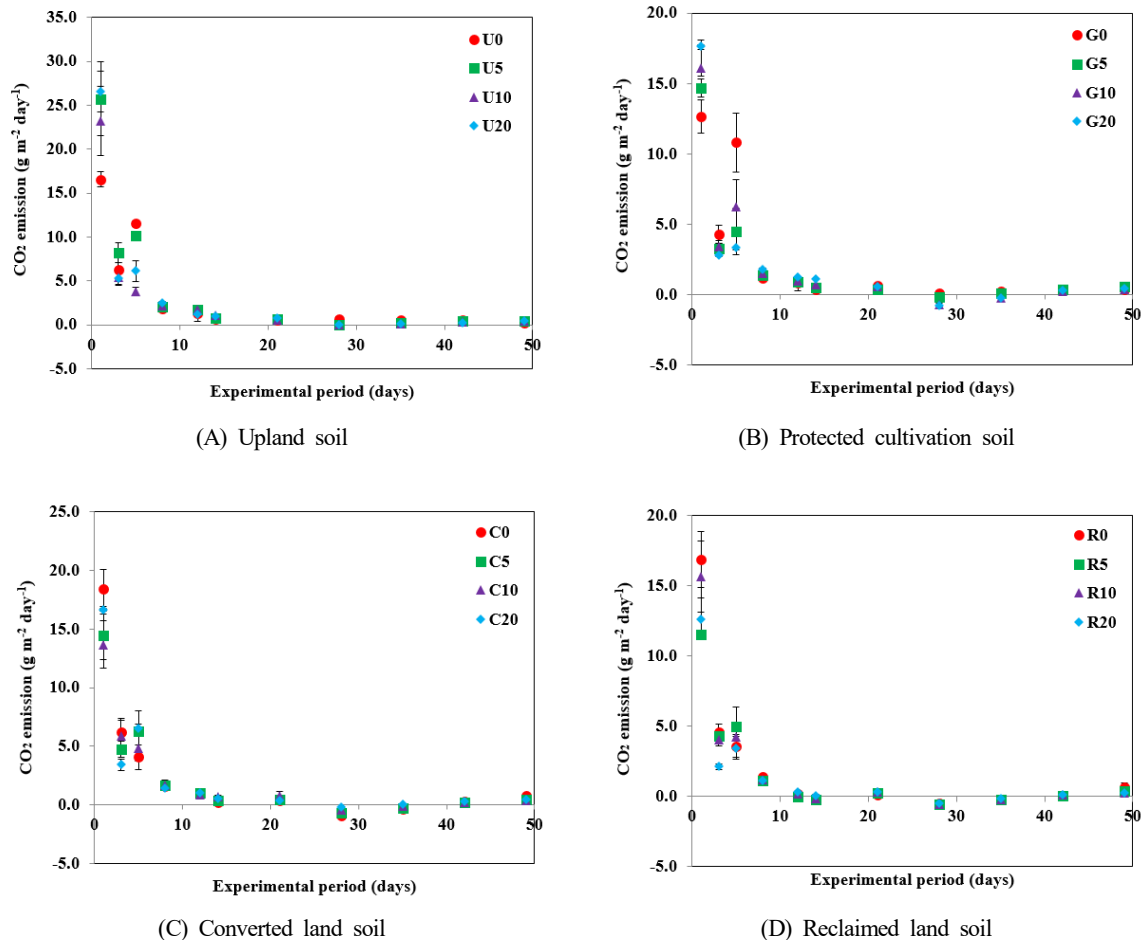 35.0
30.0
25.0
20.0
15.0
10.0
5.0
0.0
-5.0
CO₂ emission (g m⁻² day⁻¹)
U0
U5
U10
U20
0 10 20 30 40 50
Experimental period (days)
(A) Upland soil
20.0
15.0
10.0
5.0
0.0
-5.0
CO₂ emission (g m⁻² day⁻¹)
G0
G5
G10
G20
0 10 20 30 40 50
Experimental period (days)
(B) Protected cultivation soil
25.0
20.0
15.0
10.0
5.0
0.0
-5.0
CO₂ emission (g m⁻² day⁻¹)
C0
C5
C10
C20
0 10 20 30 40 50
Experimental period (days)
(C) Converted land soil
20.0
15.0
10.0
5.0
0.0
-5.0
CO₂ emission (g m⁻² day⁻¹)
R0
R5
R10
R20
0 10 20 30 40 50
Experimental period (days)
(D) Reclaimed land soil